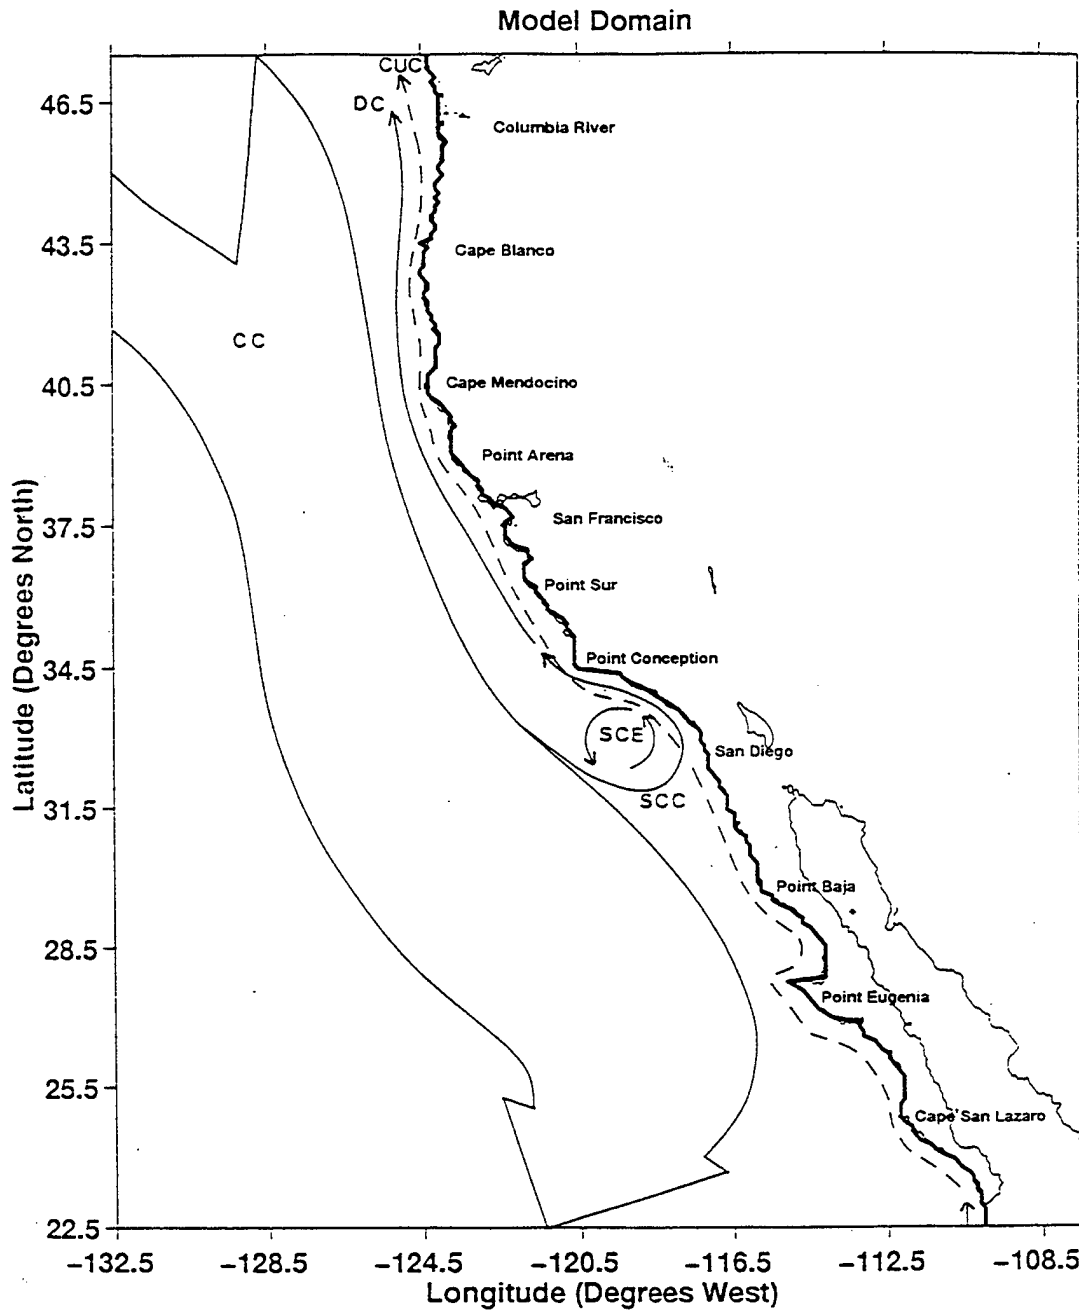 Model Domain
CUC
DC
46.5
Columbia River
43.5
Cape Blanco
CC
40.5
Cape Mendocino
Point Arena
37.5
San Francisco
Point Sur
34.5
Point Conception
SCE
San Diego
SCC
31.5
Point Baja
28.5
Point Eugenia
25.5
Cape San Lazaro
22.5
-132.5 -128.5 -124.5 -120.5 -116.5 -112.5 -108.5
Longitude (Degrees West)
Latitude (Degrees North)